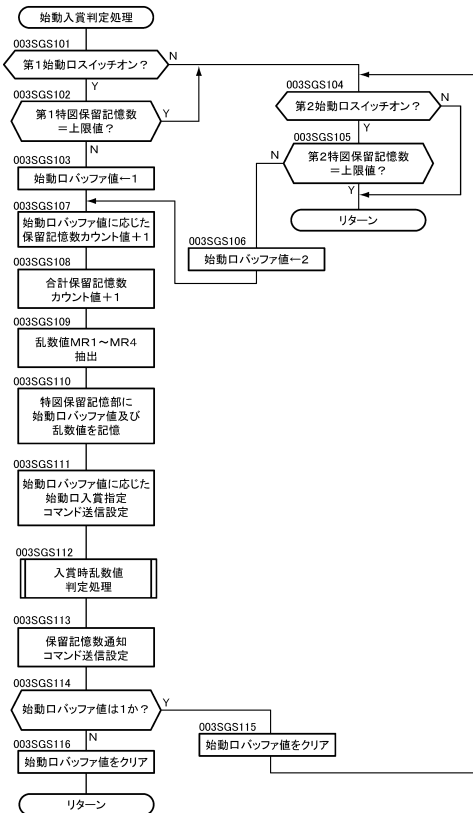 始動入賞判定処理
003SGS101
第1始動口スイッチオン？
N
Y
003SGS102
第1特図保留記憶数
＝上限値？
Y
N
003SGS103
始動口バッファ値←1
003SGS104
第2始動口スイッチオン？
N
Y
003SGS105
第2特図保留記憶数
＝上限値？
N
Y
リターン
003SGS106
始動口バッファ値←2
003SGS107
始動口バッファ値に応じた
保留記憶数カウント値＋1
003SGS108
合計保留記憶数
カウント値＋1
003SGS109
乱数値MR1～MR4
抽出
003SGS110
特図保留記憶部に
始動口バッファ値及び
乱数値を記憶
003SGS111
始動口バッファ値に応じた
始動口入賞指定
コマンド送信設定
003SGS112
入賞時乱数値
判定処理
003SGS113
保留記憶数通知
コマンド送信設定
003SGS114
始動口バッファ値は1か？
Y
N
003SGS115
始動口バッファ値をクリア
003SGS116
始動口バッファ値をクリア
リターン